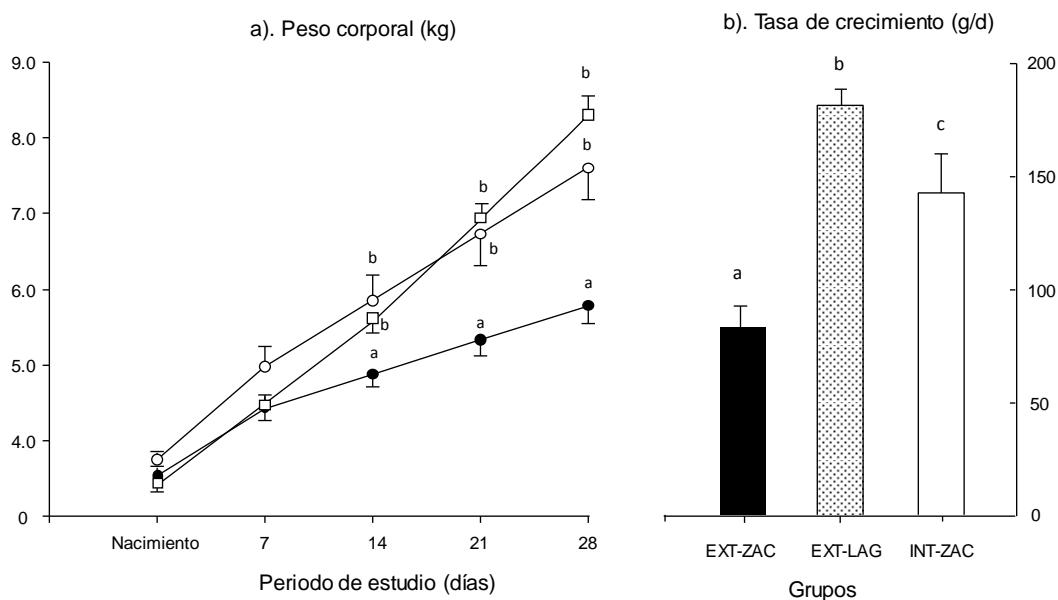 a). Peso corporal (kg)
9.0
8.0
7.0
6.0
5.0
4.0
0
b
b
b
b
b
b
a
a
a
Nacimiento 7 14 21 28
Periodo de estudio (días)
b). Tasa de crecimiento (g/d)
200
150
100
50
0
a
b
c
EXT-ZAC EXT-LAG INT-ZAC
Grupos